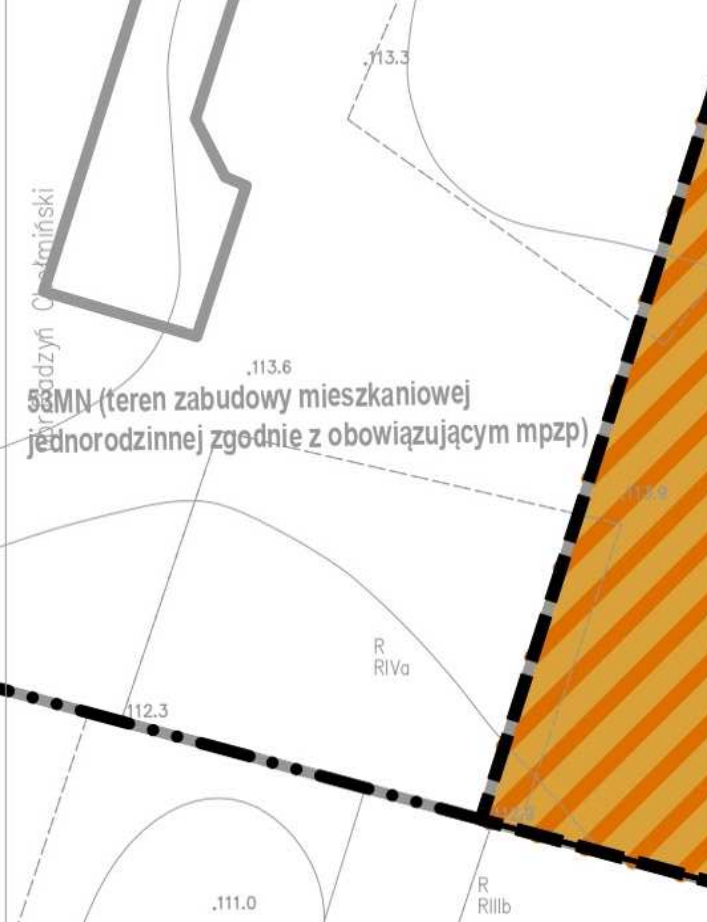 .113.3
Chełmiński
.113.6
53MN (teren zabudowy mieszkaniowej
jednorodzinnej zgodnie z obowiązującym mpzp)
R
RIVa
112.3
.111.0
R
RIIIb